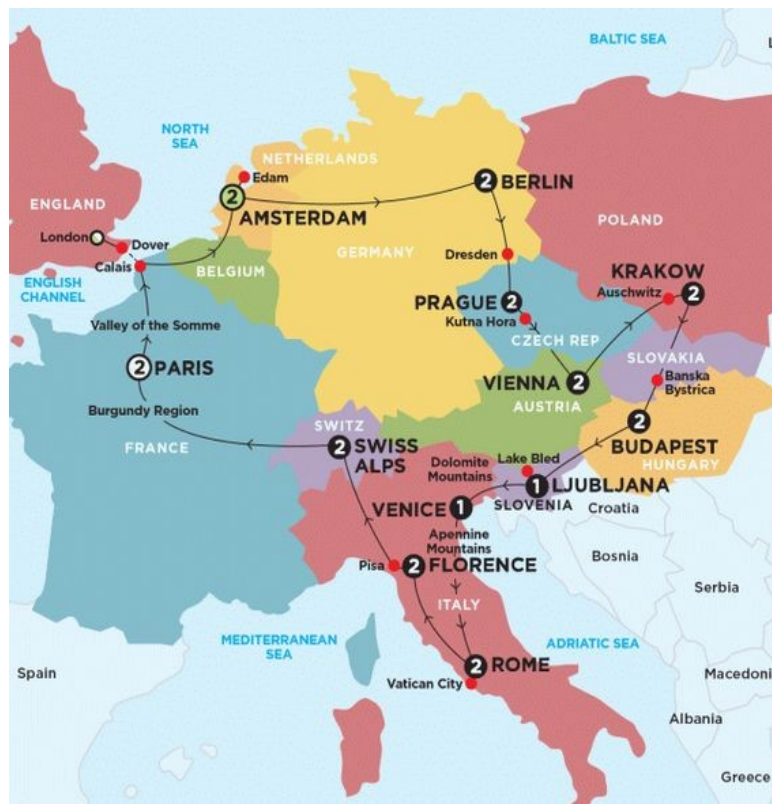 BALTIC SEA
NORTH
SEA
NETHERLANDS
Edam
2
BERLIN
ENGLAND
2
AMSTERDAM
POLAND
London
Dover
Calais
BELGIUM
GERMANY
Dresden
KRAKOW
Auschwitz
2
ENGLISH
CHANNEL
PRAGUE
2
Kutna Hora
Valley of the Somme
CZECH REP
SLOVAKIA
2
PARIS
VIENNA
2
Banska
Bystrica
AUSTRIA
Burgundy Region
SWITZ
2
BUDAPEST
FRANCE
2
SWISS
ALPS
Lake Bled
HUNGARY
Dolomite
Mountains
1
LJUBLJANA
SLOVENIA
Croatia
VENICE
1
Apennine
Mountains
Bosnia
Pisa
2
FLORENCE
Serbia
ITALY
MEDITERRANEAN
SEA
ADRIATIC SEA
Spain
2
ROME
Vatican City
Macedoni
Albania
Greece